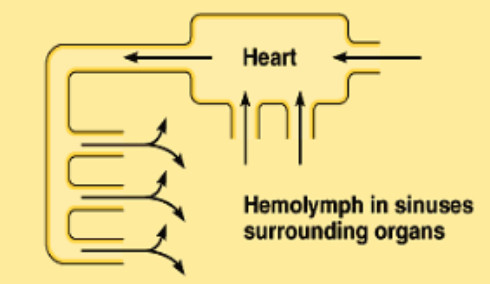 Heart
Hemolymph in sinuses
surrounding organs